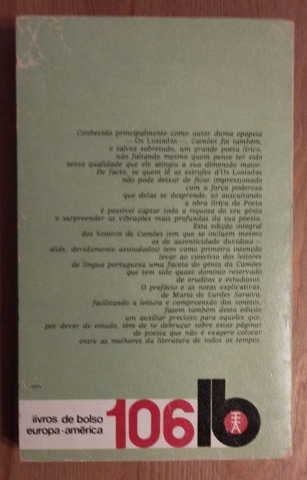 Conhecido principalmente como autor duma epopeia
—Os Lusíadas—, Camões foi também,
e talvez sobretudo, um grande poeta lírico,
não faltando mesmo quem pense ter sido
nessa qualidade que ele atingiu a sua dimensão maior.
De facto, se quem lê as estrofes d'Os Lusíadas
não pode deixar de ficar impressionado
com a força poderosa
que delas se desprende, só auscultando
a obra lírica do Poeta
é possível captar toda a riqueza do seu génio
e surpreender as vibrações mais profundas da sua poesia.
Esta edição integral
dos Sonetos de Camões (em que se incluem mesmo
os de autenticidade duvidosa—
aliás, devidamente assinalados) tem como primeira intenção
levar ao convívio dos leitores
de língua portuguesa uma faceta do génio de Camões
que tem sido quase domínio reservado
de eruditos e estudiosos.
O prefácio e as notas explicativas,
de Maria de Lurdes Saraiva,
facilitando a leitura e compreensão dos sonetos,
fazem também desta edição
um auxiliar precioso para aqueles que,
por dever de estudo, têm de se debruçar sobre estas páginas
de poesia que não é exagero colocar
entre as melhores da literatura de todos os tempos.
livros de bolso
europa-américa
106 lb